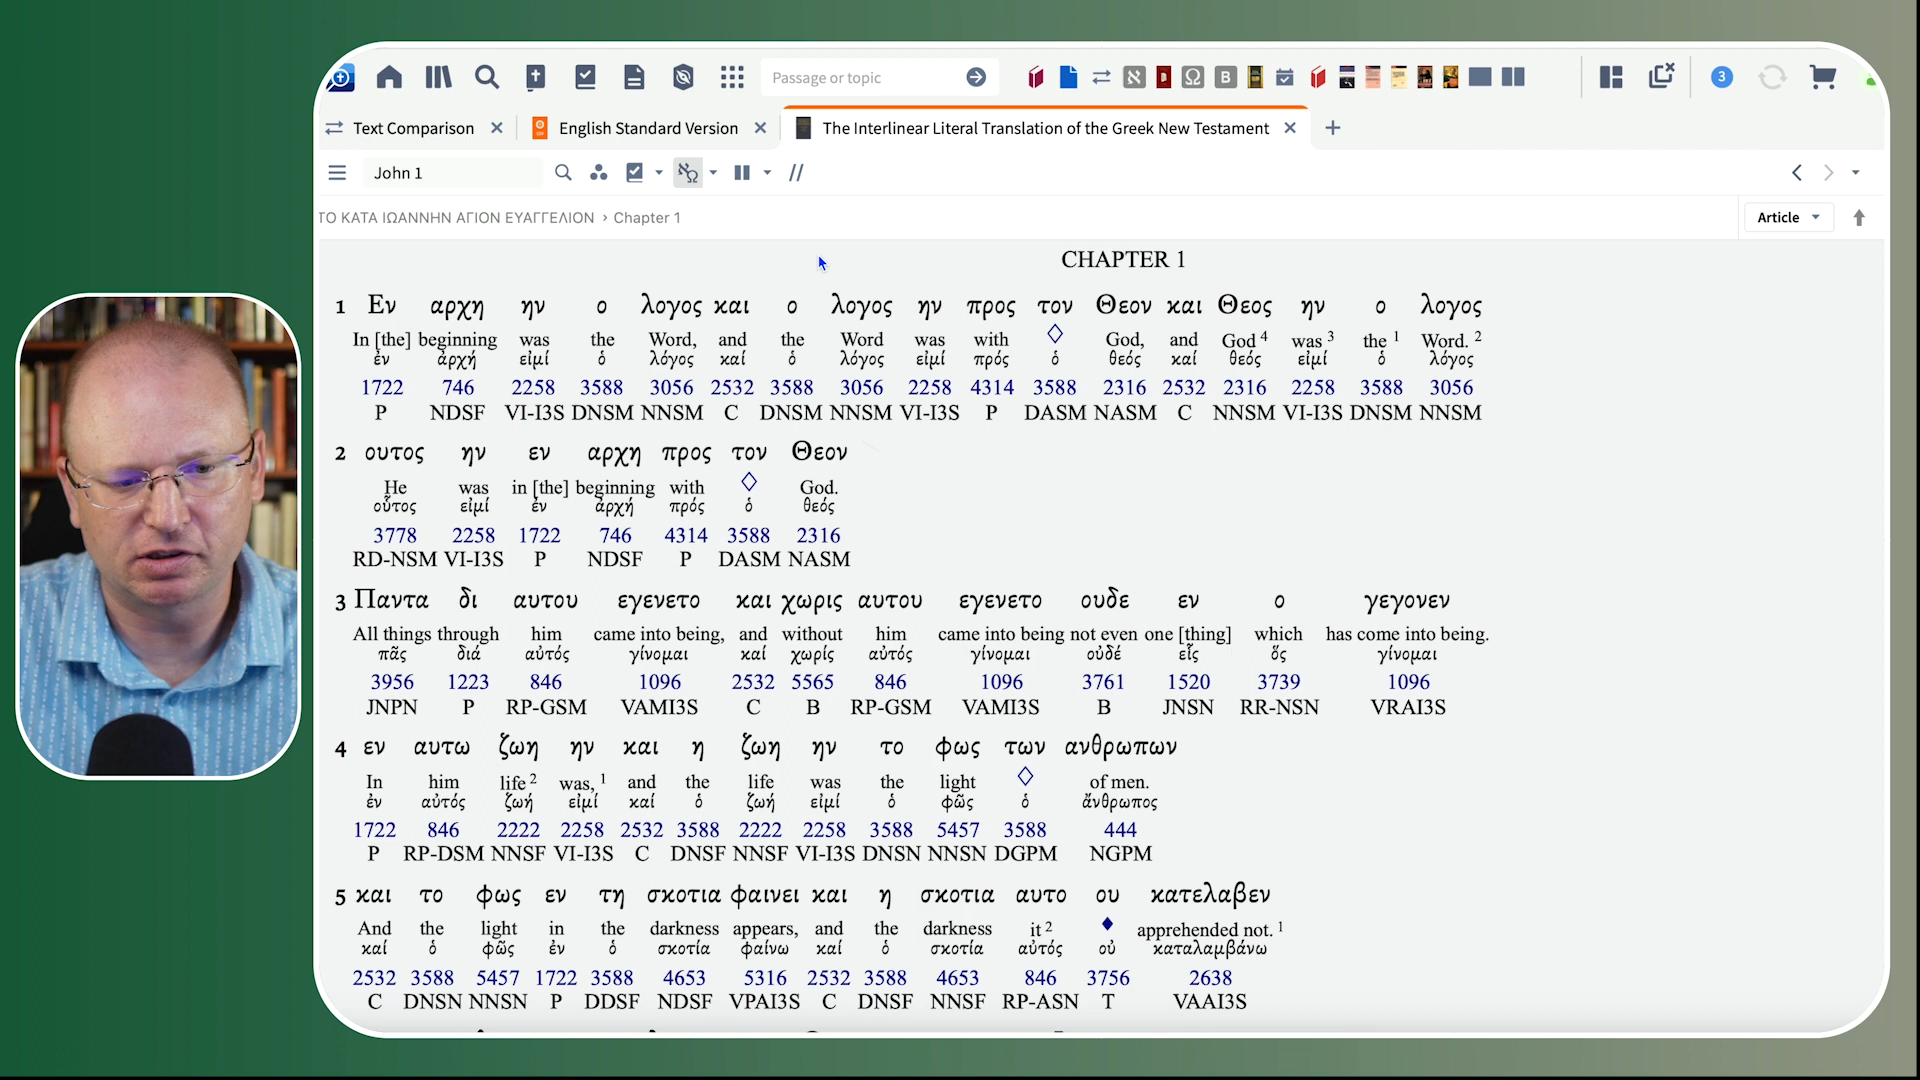 Passage or topic
3
Text Comparison
English Standard Version
The Interlinear Literal Translation of the Greek New Testament
John 1
ΤΟ ΚΑΤΑ ΙΩΑΝΝΗΝ ΑΓΙΟΝ ΕΥΑΓΓΕΛΙΟΝ › Chapter 1
Article
CHAPTER 1
1 Εν αρχη ην ο λογος και ο λογος ην προς τον Θεον και Θεος ην ο λογος
In [the] beginning was the Word, and the Word was with ◇ God, and God 4 was 3 the 1 Word. 2
ἐν ἀρχή εἰμί ὁ λόγος καί ὁ λόγος εἰμί πρός ὁ θεός καί θεός εἰμί ὁ λόγος
1722 746 2258 3588 3056 2532 3588 3056 2258 4314 3588 2316 2532 2316 2258 3588 3056
P NDSF VI-I3S DNSM NNSM C DNSM NNSM VI-I3S P DASM NASM C NNSM VI-I3S DNSM NNSM
2 ουτος ην εν αρχη προς τον Θεον
He was in [the] beginning with ◇ God.
οὗτος εἰμί ἐν ἀρχή πρός ὁ θεός
3778 2258 1722 746 4314 3588 2316
RD-NSM VI-I3S P NDSF P DASM NASM
3 Παντα δι αυτου εγενετο και χωρις αυτου εγενετο ουδε εν ο γεγονεν
All things through him came into being, and without him came into being not even one [thing] which has come into being.
πᾶς διά αὐτός γίνομαι καί χωρίς αὐτός γίνομαι οὐδέ εἷς ὅς γίνομαι
3956 1223 846 1096 2532 5565 846 1096 3761 1520 3739 1096
JNPN P RP-GSM VAMI3S C B RP-GSM VAMI3S B JNSN RR-NSN VRAI3S
4 εν αυτω ζωη ην και η ζωη ην το φως των ανθρωπων
In him life 2 was, 1 and the life was the light ◇ of men.
ἐν αὐτός ζωή εἰμί καί ὁ ζωή εἰμί ὁ φῶς ὁ ἄνθρωπος
1722 846 2222 2258 2532 3588 2222 2258 3588 5457 3588 444
P RP-DSM NNSF VI-I3S C DNSF NNSF VI-I3S DNSN NNSN DGPM NGPM
5 και το φως εν τη σκοτια φαινει και η σκοτια αυτο ου κατελαβεν
And the light in the darkness appears, and the darkness it 2 ◆ apprehended not. 1
καί ὁ φῶς ἐν ὁ σκοτία φαίνω καί ὁ σκοτία αὐτός οὐ καταλαμβάνω
2532 3588 5457 1722 3588 4653 5316 2532 3588 4653 846 3756 2638
C DNSN NNSN P DDSF NDSF VPAI3S C DNSF NNSF RP-ASN T VAAI3S